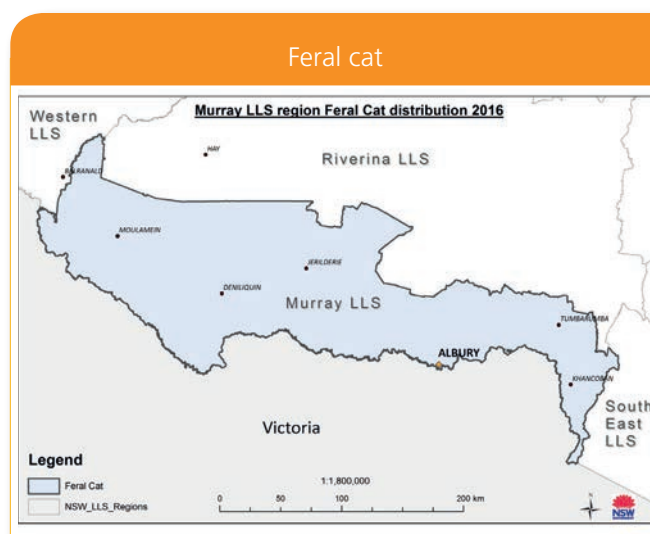 Feral cat
Murray LLS region Feral Cat distribution 2016
Western
LLS
HAY
Riverina LLS
BALRANALD
MOULAMEIN
JERILDERIE
DENILIQUIN
Murray LLS
TUMBARUMBA
ALBURY
KHANCOBAN
South
East
LLS
Victoria
Legend
Feral Cat
NSW_LLS_Regions
1:1,800,000
0 50 100 200 km
N
NSW